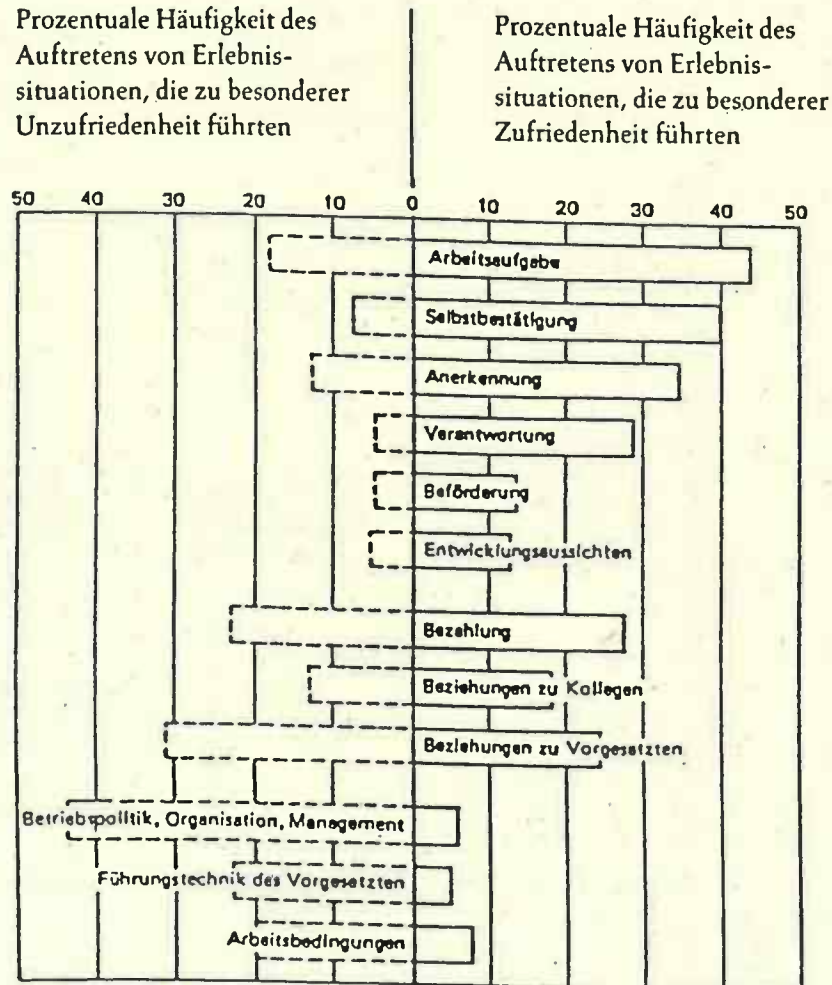 Prozentuale Häufigkeit des
Auftretens von Erlebnis-
situationen, die zu besonderer
Unzufriedenheit führten
Prozentuale Häufigkeit des
Auftretens von Erlebnis-
situationen, die zu besonderer
Zufriedenheit führten
50 40 30 20 10 0 10 20 30 40 50
Arbeitsaufgabe
Selbstbestätigung
Anerkennung
Verantwortung
Beförderung
Entwicklungsaussichten
Bezahlung
Beziehungen zu Kollegen
Beziehungen zu Vorgesetzten
Betriebspolitik, Organisation, Management
Führungstechnik des Vorgesetzten
Arbeitsbedingungen